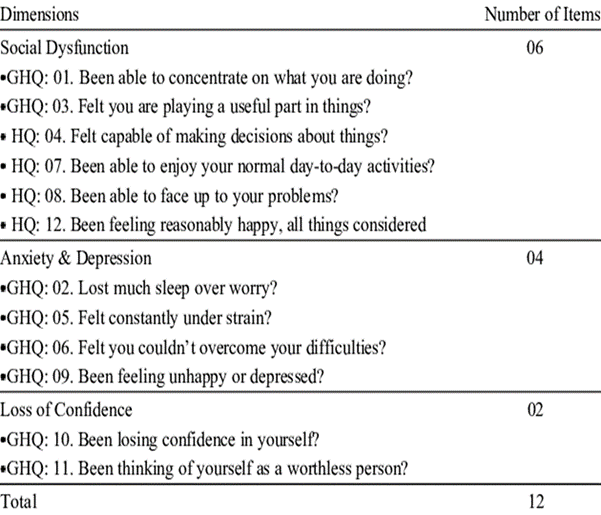 Dimensions Number of Items
Social Dysfunction 06
•GHQ: 01. Been able to concentrate on what you are doing?
•GHQ: 03. Felt you are playing a useful part in things?
• HQ: 04. Felt capable of making decisions about things?
• HQ: 07. Been able to enjoy your normal day-to-day activities?
• HQ: 08. Been able to face up to your problems?
• HQ: 12. Been feeling reasonably happy, all things considered
Anxiety & Depression 04
•GHQ: 02. Lost much sleep over worry?
•GHQ: 05. Felt constantly under strain?
•GHQ: 06. Felt you couldn't overcome your difficulties?
•GHQ: 09. Been feeling unhappy or depressed?
Loss of Confidence 02
•GHQ: 10. Been losing confidence in yourself?
•GHQ: 11. Been thinking of yourself as a worthless person?
Total 12